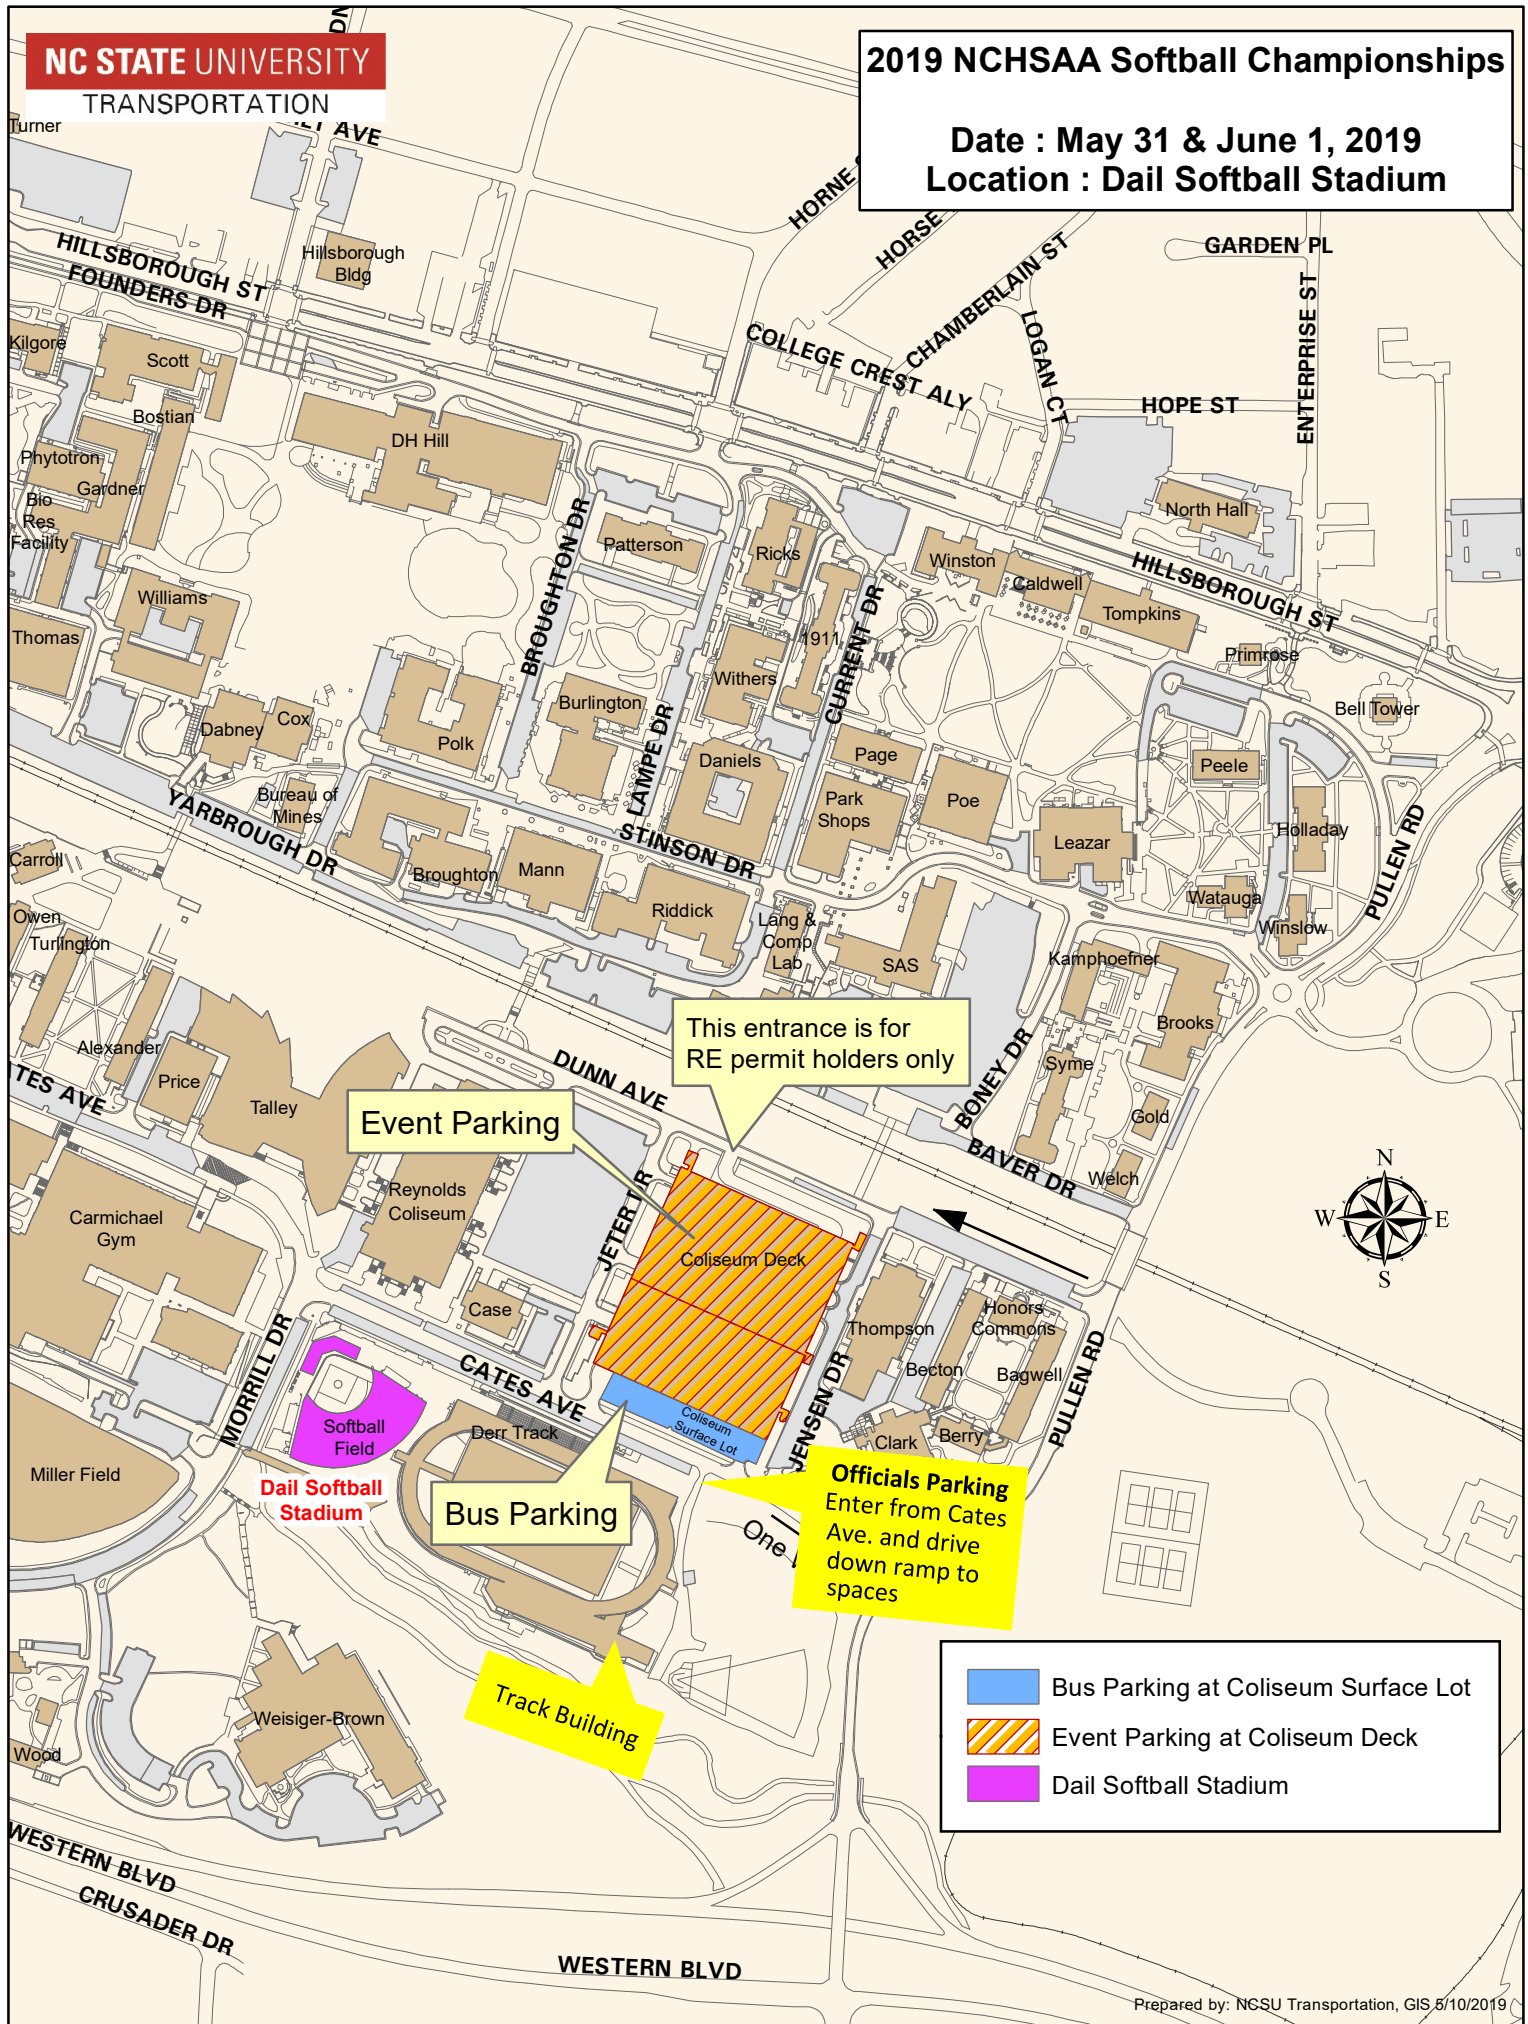 NC STATE UNIVERSITY
TRANSPORTATION
2019 NCHSAA Softball Championships
Date : May 31 & June 1, 2019
Location : Dail Softball Stadium
Turner
AVE
HORNE
HORSE
CHAMBERLAIN ST
GARDEN PL
HILLSBOROUGH ST
FOUNDERS DR
Hillsborough
Bldg
ENTERPRISE ST
LOGAN CT
COLLEGE CREST ALY
HOPE ST
Kilgore
Scott
Bostian
DH Hill
Phytotron
Gardner
Bio
Res
Facility
North Hall
BROUGHTON DR
Patterson
Ricks
Winston
Caldwell
Tompkins
HILLSBOROUGH ST
Williams
Thomas
1911
CURRENT DR
Primrose
Withers
Burlington
LAMPE DR
Bell Tower
Dabney
Cox
Polk
Daniels
Page
Peele
Bureau of
Mines
YARBROUGH DR
STINSON DR
Park
Shops
Poe
Holladay
PULLEN RD
Leazar
Carroll
Broughton
Mann
Riddick
Watauga
Winslow
Owen
Turlington
Lang &
Comp
Lab
SAS
Kamphoefner
Brooks
This entrance is for
RE permit holders only
Alexander
Price
Talley
DUNN AVE
BONEY DR
Syme
Gold
Event Parking
BAVER DR
Welch
Reynolds
Coliseum
JETER DR
Coliseum Deck
N
W
E
S
Carmichael
Gym
Case
Thompson
Honors
Commons
Becton
Bagwell
PULLEN RD
MORRILL DR
CATES AVE
JENSEN DR
Softball
Field
Derr Track
Coliseum
Surface Lot
Clark
Berry
Miller Field
Dail Softball
Stadium
Bus Parking
One
Officials Parking
Enter from Cates
Ave. and drive
down ramp to
spaces
Track Building
Weisiger-Brown
Wood
Bus Parking at Coliseum Surface Lot
Event Parking at Coliseum Deck
Dail Softball Stadium
WESTERN BLVD
CRUSADER DR
WESTERN BLVD
Prepared by: NCSU Transportation, GIS 5/10/2019